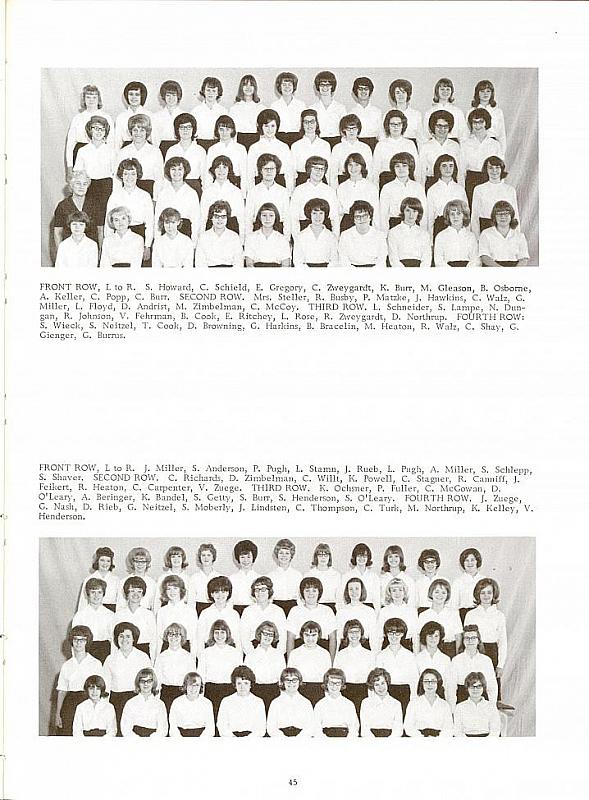 FRONT ROW, L to R. S. Howard, C. Schield, E. Gregory, C. Zweygardt, K. Burr, M. Gleason, B. Osborne,
A. Keller, C. Popp, C. Burr. SECOND ROW. Mrs. Steller, R. Busby, P. Matzke, J. Hawkins, C. Walz, G.
Miller, L. Floyd, D. Andrist, M. Zimbelman, C. McCoy. THIRD ROW. L. Schneider, S. Lampe, N. Dun-
gan, R. Johnson, V. Fehrman, B. Cook, E. Ritchey, L. Rose, R. Zweygardt, D. Northrup. FOURTH ROW:
S. Wieck, S. Neitzel, T. Cook, D. Browning, G. Harkins, B. Bracelin, M. Heaton, R. Walz, C. Shay, G.
Gienger, G. Burrus.
FRONT ROW, L to R. J. Miller, S. Anderson, P. Pugh, L. Stamn, J. Rueb, L. Pugh, A. Miller, S. Schlepp,
S. Shaver. SECOND ROW. C. Richards, D. Zimbelman, C. Willt, K. Powell, C. Stagner, R. Canniff, J.
Feikert, R. Heaton, C. Carpenter, V. Zuege. THIRD ROW. K. Ochsner, P. Fuller, C. McGowan, D.
O'Leary, A. Beringer, K. Bandel, S. Getty, S. Burr, S. Henderson, S. O'Leary. FOURTH ROW. J. Zuege,
G. Nash, D. Rieb, G. Neitzel, S. Moberly, J. Lindsten, C. Thompson, C. Turk, M. Northrup, K. Kelley, V.
Henderson.
45